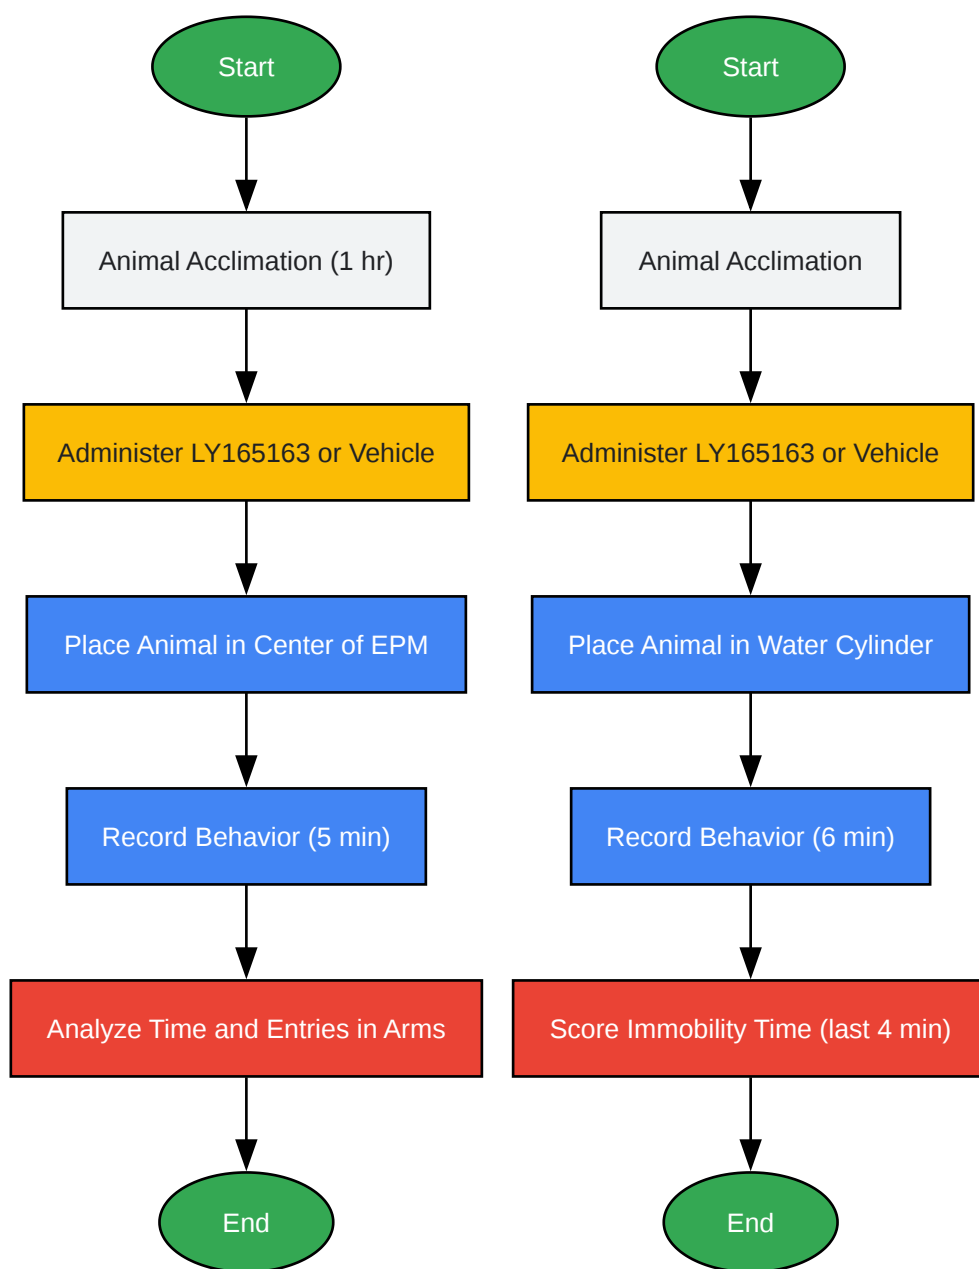 Start
Animal Acclimation (1 hr)
Administer LY165163 or Vehicle
Place Animal in Center of EPM
Record Behavior (5 min)
Analyze Time and Entries in Arms
End
Start
Animal Acclimation
Administer LY165163 or Vehicle
Place Animal in Water Cylinder
Record Behavior (6 min)
Score Immobility Time (last 4 min)
End